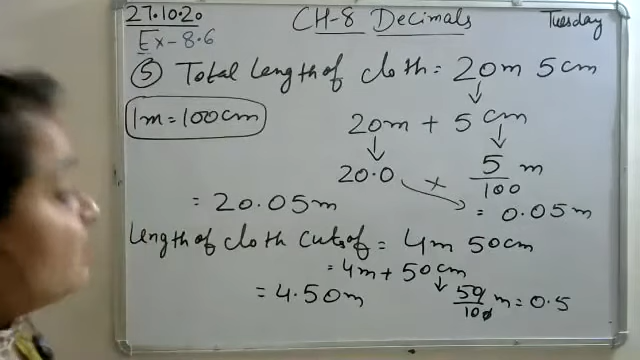 27.10.20 CH-8 Decimals Tuesday
Ex-8.6
⑤ Total length of cloth = 20m 5cm
1m = 100cm
20m + 5 cm
20.0 + 5/100 m
= 20.05m = 0.05m
length of cloth cuts of = 4m 50cm
= 4m + 50cm
= 4.50m 50/100 m = 0.5